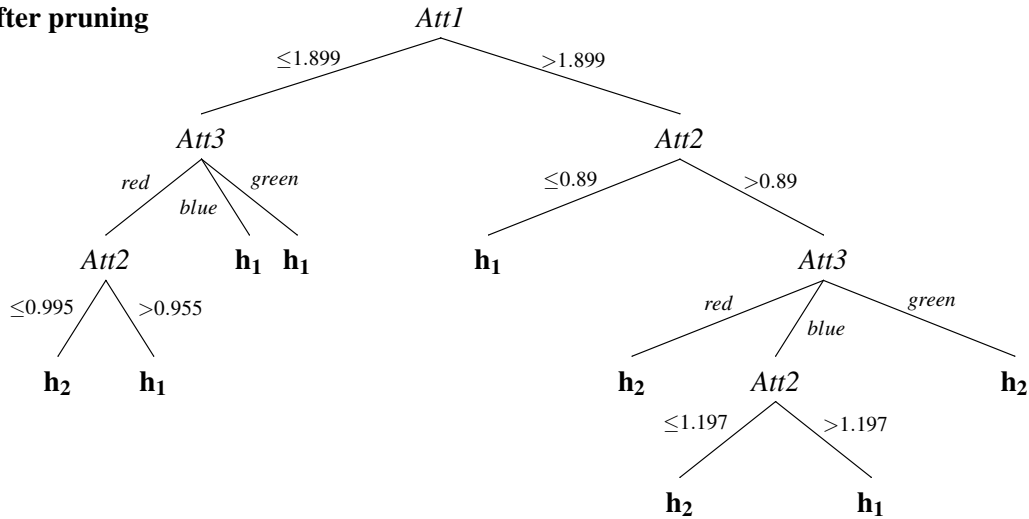 fter pruning
Att1
≤1.899 >1.899
Att3 Att2
red blue green ≤0.89 >0.89
Att2 h1 h1 h1 Att3
≤0.995 >0.955 red blue green
h2 h1 h2 Att2 h2
≤1.197 >1.197
h2 h1